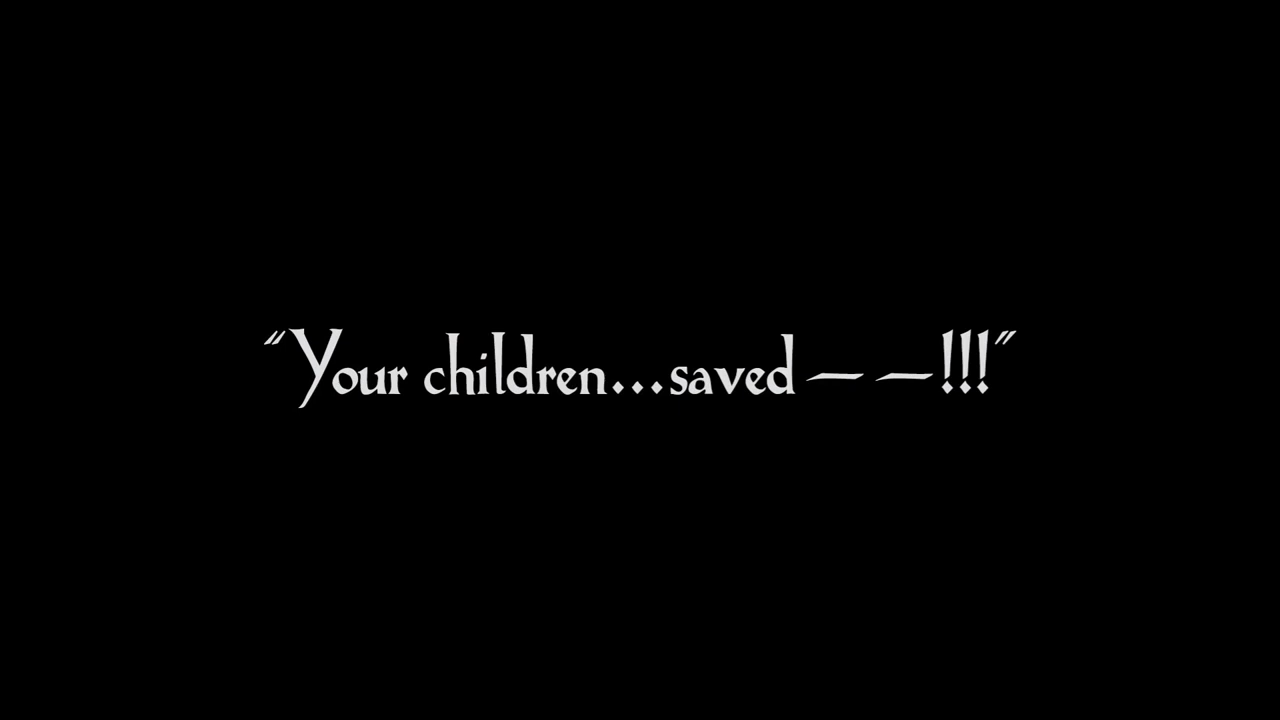 “Your children...saved — —!!!”